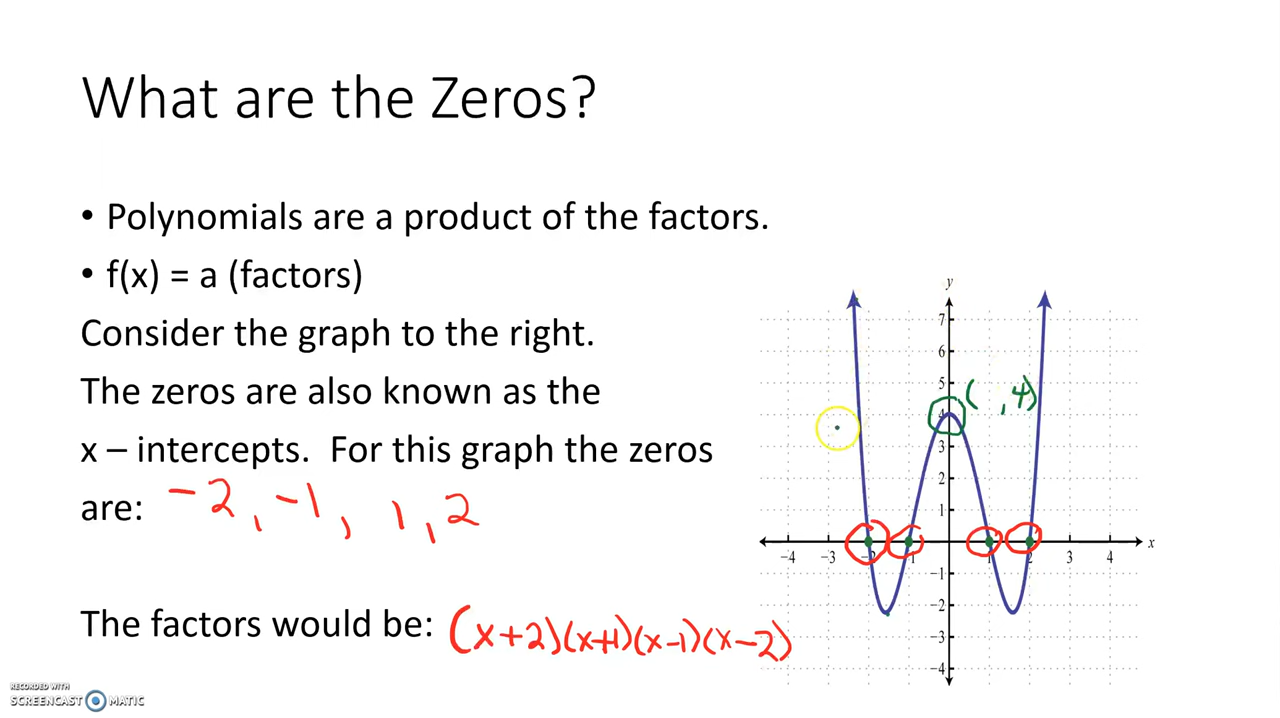 What are the Zeros?
• Polynomials are a product of the factors.
• f(x) = a (factors)
Consider the graph to the right.
The zeros are also known as the
x – intercepts. For this graph the zeros
are: -2, -1, 1, 2
The factors would be: (x+2)(x+1)(x-1)(x-2)
y
7
6
5
( , 4)
4
3
2
1
−4 −3 −2 −1 1 2 3 4 x
−1
−2
−3
−4
RECORDED WITH
SCREENCAST MATIC